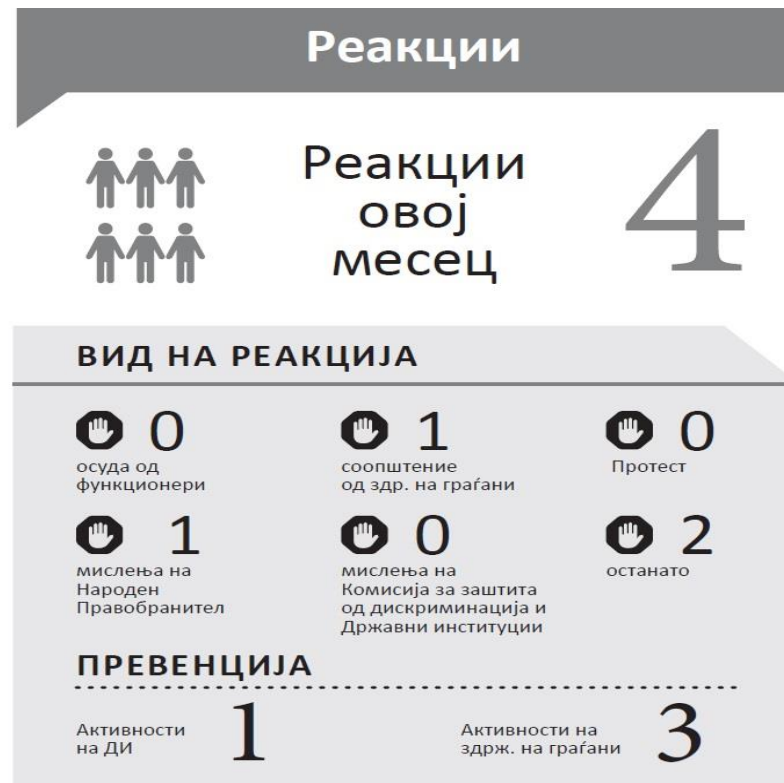 Реакции
Реакции
овој
месец
4
ВИД НА РЕАКЦИЈА
0
осуда од
функционери
1
соопштение
од здр. на граѓани
0
Протест
1
мислења на
Народен
Правобранител
0
мислења на
Комисија за заштита
од дискриминација и
Државни институции
2
останато
ПРЕВЕНЦИЈА
Активности
на ДИ
1
Активности на
здрж. на граѓани
3